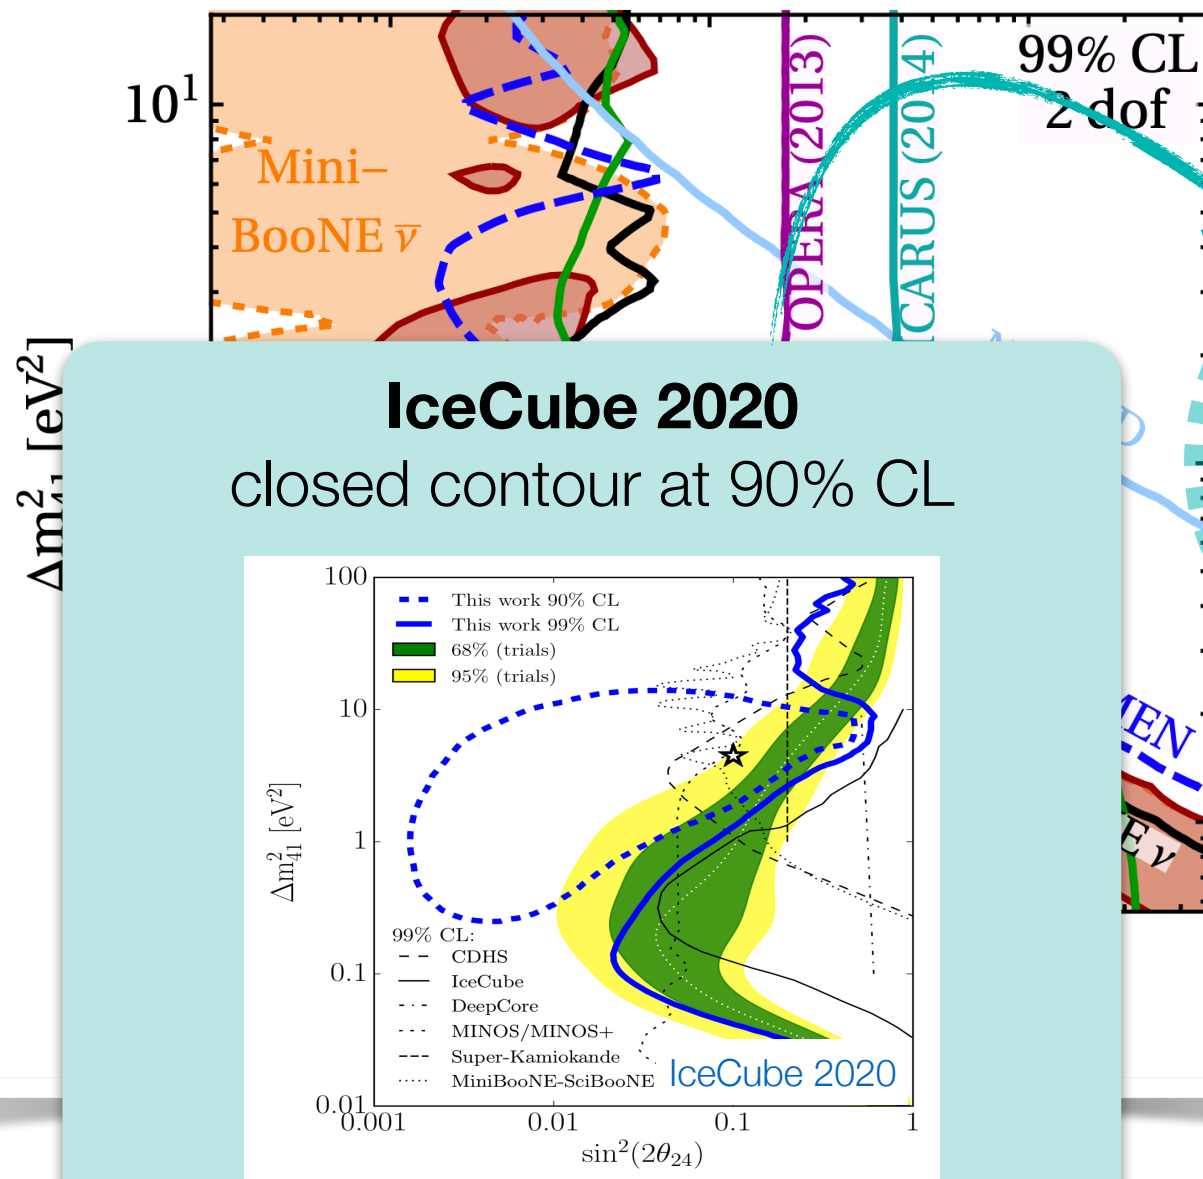 10¹
Mini–
BooNE ν̅
OPERA (2013)
ICARUS (2014)
99% CL
2 dof
Δm²₄₁ [eV²]
IceCube 2020
closed contour at 90% CL
100
10
1
0.1
0.01
This work 90% CL
This work 99% CL
68% (trials)
95% (trials)
Δm²₄₁ [eV²]
99% CL:
CDHS
IceCube
DeepCore
MINOS/MINOS+
Super-Kamiokande
MiniBooNE-SciBooNE
IceCube 2020
0.001
0.01
0.1
1
sin²(2θ₂₄)
E ν